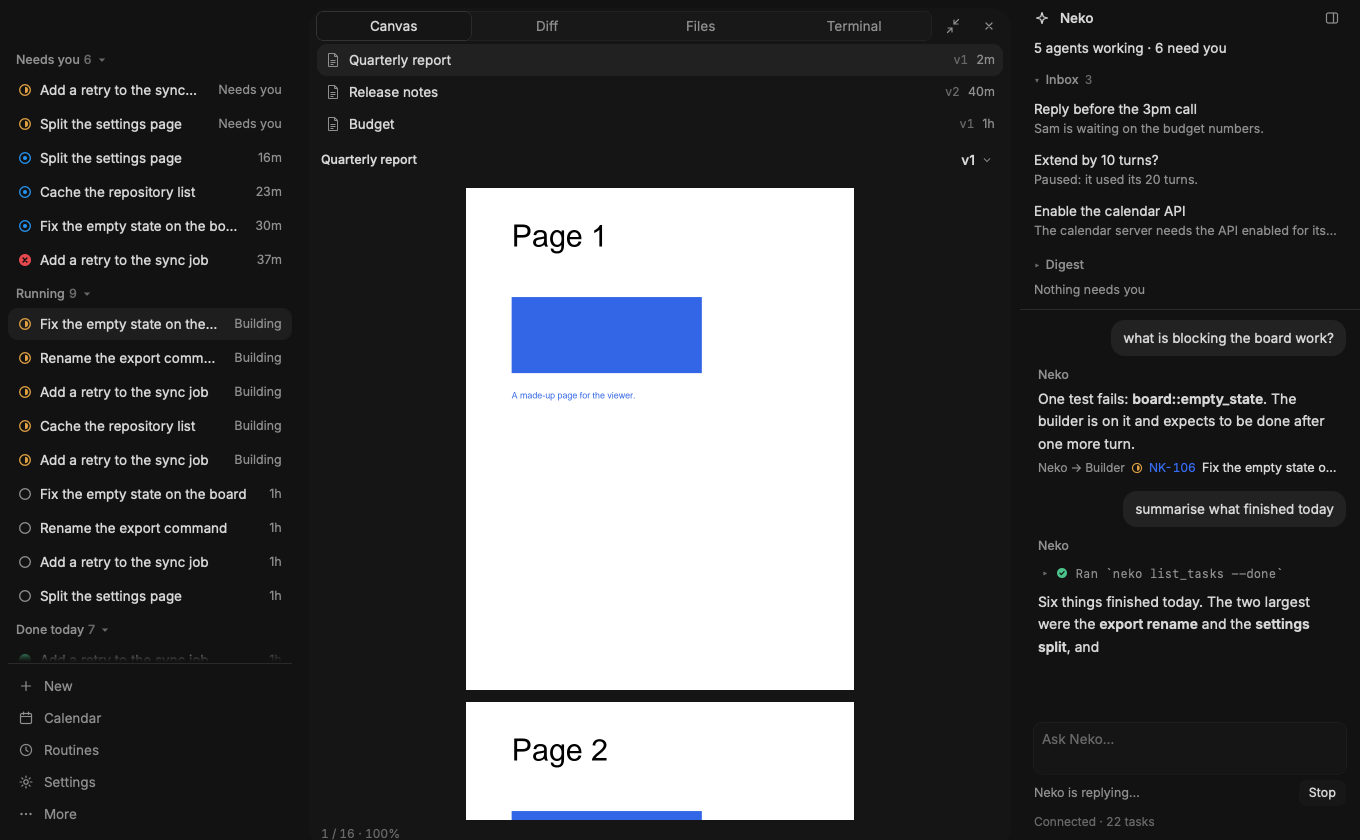 Needs you 6
Add a retry to the sync... Needs you
Split the settings page Needs you
Split the settings page 16m
Cache the repository list 23m
Fix the empty state on the bo... 30m
Add a retry to the sync job 37m
Running 9
Fix the empty state on the... Building
Rename the export comm... Building
Add a retry to the sync job Building
Cache the repository list Building
Add a retry to the sync job Building
Fix the empty state on the board 1h
Rename the export command 1h
Add a retry to the sync job 1h
Split the settings page 1h
Done today 7
Add a retry to the sync job 1h
New
Calendar
Routines
Settings
More
Canvas Diff Files Terminal
Quarterly report v1 2m
Release notes v2 40m
Budget v1 1h
Quarterly report v1
Page 1
A made-up page for the viewer.
Page 2
1 / 16 · 100%
Neko
5 agents working · 6 need you
Inbox 3
Reply before the 3pm call
Sam is waiting on the budget numbers.
Extend by 10 turns?
Paused: it used its 20 turns.
Enable the calendar API
The calendar server needs the API enabled for its...
Digest
Nothing needs you
what is blocking the board work?
Neko
One test fails: board::empty_state. The
builder is on it and expects to be done after
one more turn.
Neko → Builder NK-106 Fix the empty state o...
summarise what finished today
Neko
Ran `neko list_tasks --done`
Six things finished today. The two largest
were the export rename and the settings
split, and
Ask Neko...
Neko is replying... Stop
Connected · 22 tasks